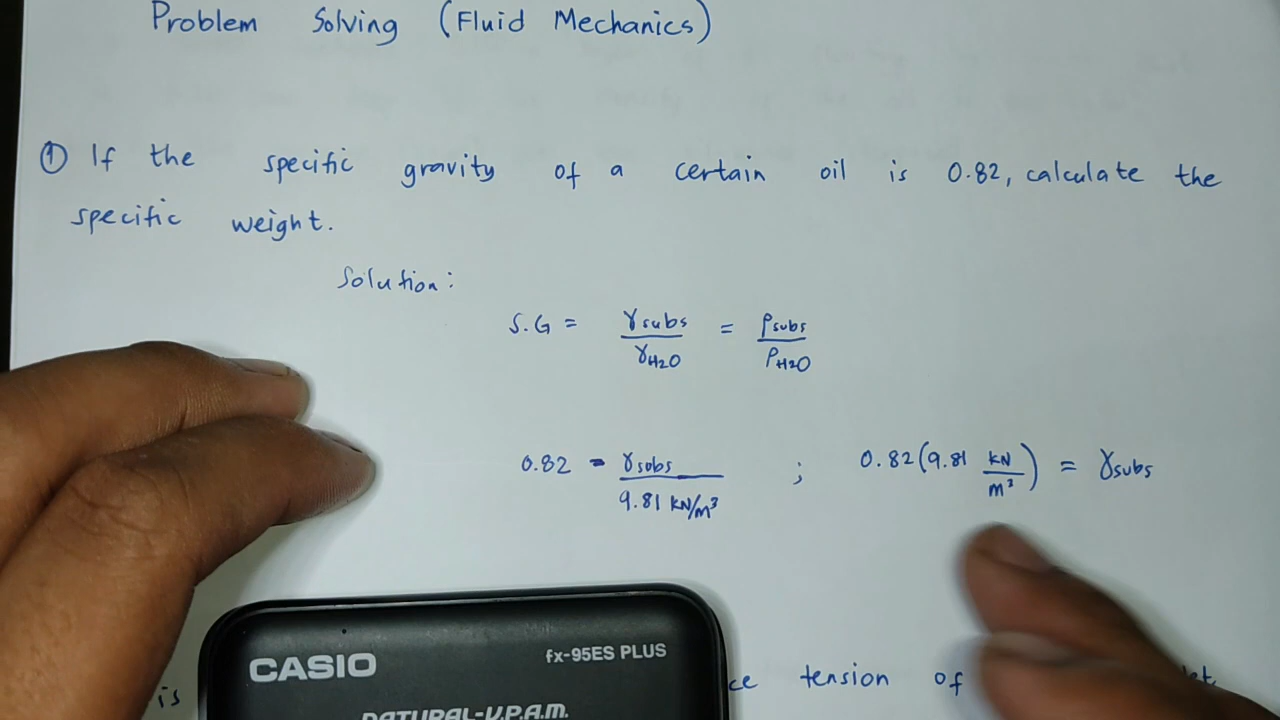 Problem Solving (Fluid Mechanics)
① If the specific gravity of a certain oil is 0.82, calculate the
specific weight.
Solution:
S.G = γsubs / γH2O = ρsubs / ρH2O
0.82 = γsubs / 9.81 KN/m³ ; 0.82(9.81 KN/m³) = γsubs
is tension of
CASIO fx-95ES PLUS
NATURAL-V.P.A.M.